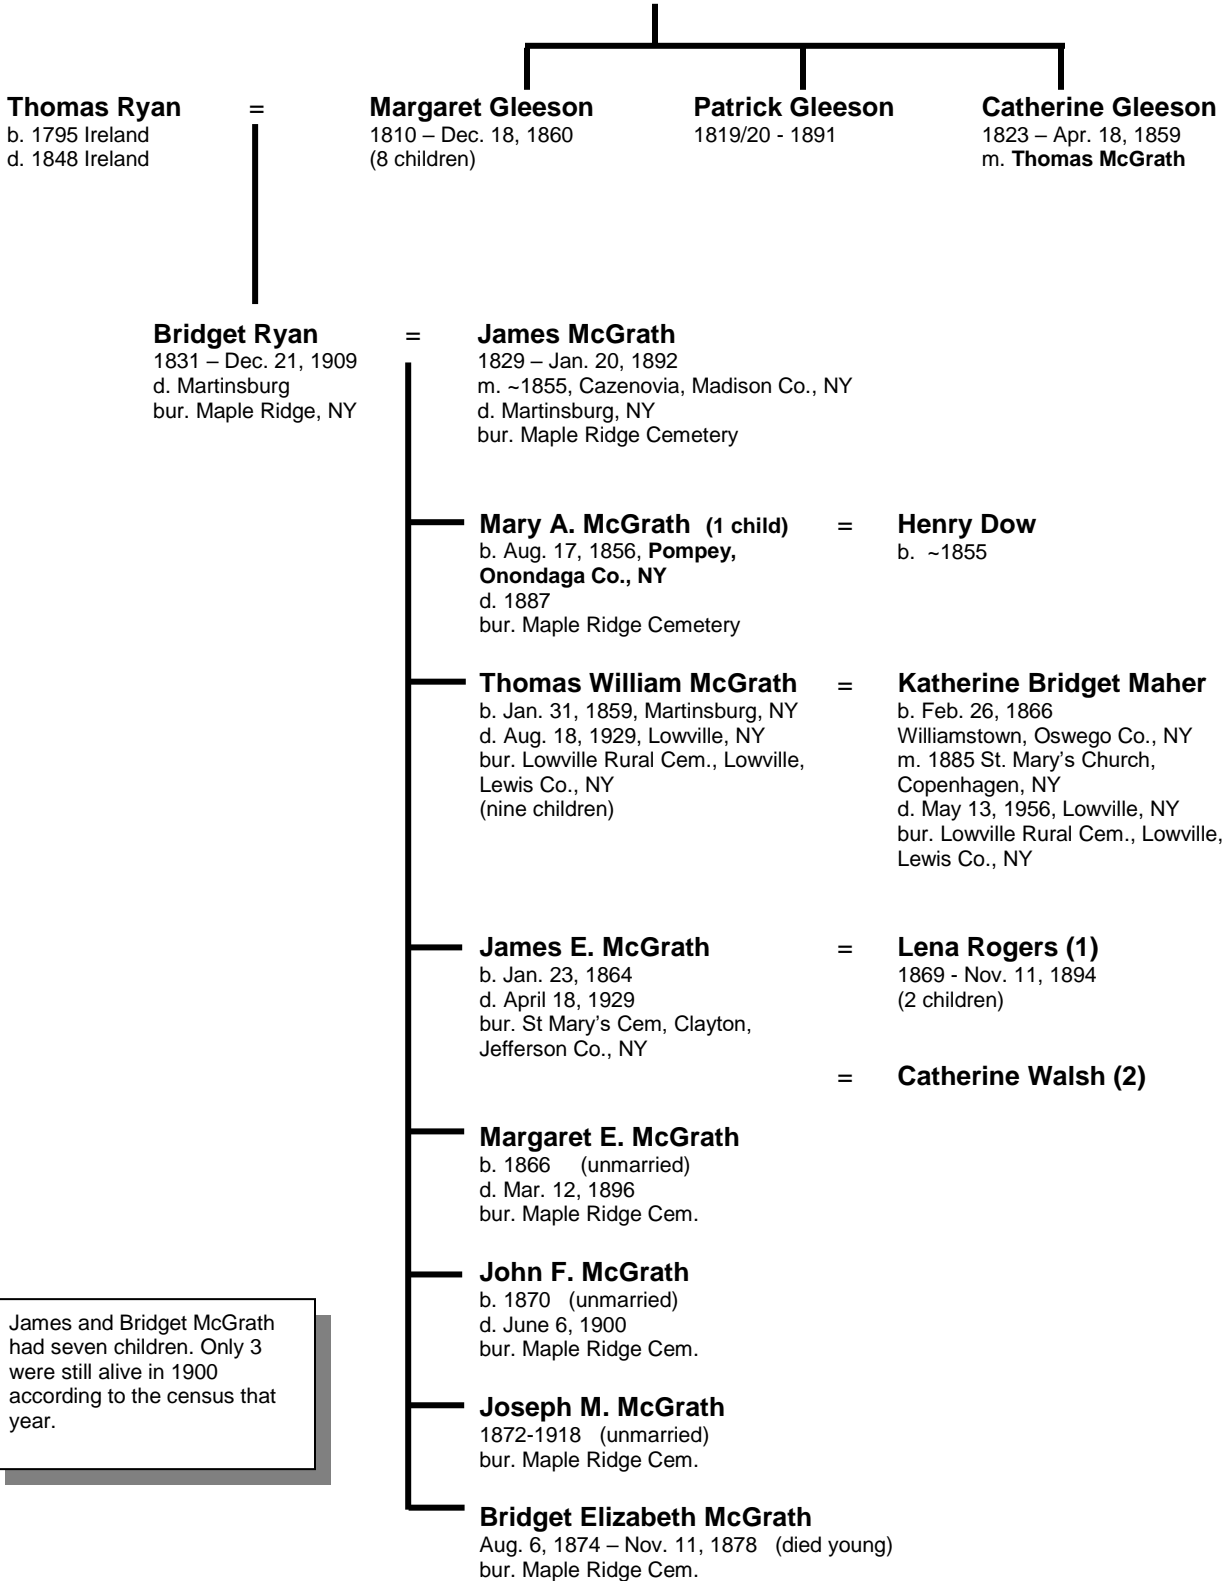 Thomas Ryan
b. 1795 Ireland
d. 1848 Ireland
=
Margaret Gleeson
1810 – Dec. 18, 1860
(8 children)
Patrick Gleeson
1819/20 - 1891
Catherine Gleeson
1823 – Apr. 18, 1859
m. Thomas McGrath
Bridget Ryan
1831 – Dec. 21, 1909
d. Martinsburg
bur. Maple Ridge, NY
=
James McGrath
1829 – Jan. 20, 1892
m. ~1855, Cazenovia, Madison Co., NY
d. Martinsburg, NY
bur. Maple Ridge Cemetery
Mary A. McGrath (1 child)
b. Aug. 17, 1856, Pompey,
Onondaga Co., NY
d. 1887
bur. Maple Ridge Cemetery
=
Henry Dow
b. ~1855
Thomas William McGrath
b. Jan. 31, 1859, Martinsburg, NY
d. Aug. 18, 1929, Lowville, NY
bur. Lowville Rural Cem., Lowville,
Lewis Co., NY
(nine children)
=
Katherine Bridget Maher
b. Feb. 26, 1866
Williamstown, Oswego Co., NY
m. 1885 St. Mary's Church,
Copenhagen, NY
d. May 13, 1956, Lowville, NY
bur. Lowville Rural Cem., Lowville,
Lewis Co., NY
James E. McGrath
b. Jan. 23, 1864
d. April 18, 1929
bur. St Mary's Cem, Clayton,
Jefferson Co., NY
=
Lena Rogers (1)
1869 - Nov. 11, 1894
(2 children)
=
Catherine Walsh (2)
Margaret E. McGrath
b. 1866 (unmarried)
d. Mar. 12, 1896
bur. Maple Ridge Cem.
John F. McGrath
b. 1870 (unmarried)
d. June 6, 1900
bur. Maple Ridge Cem.
James and Bridget McGrath
had seven children. Only 3
were still alive in 1900
according to the census that
year.
Joseph M. McGrath
1872-1918 (unmarried)
bur. Maple Ridge Cem.
Bridget Elizabeth McGrath
Aug. 6, 1874 – Nov. 11, 1878 (died young)
bur. Maple Ridge Cem.